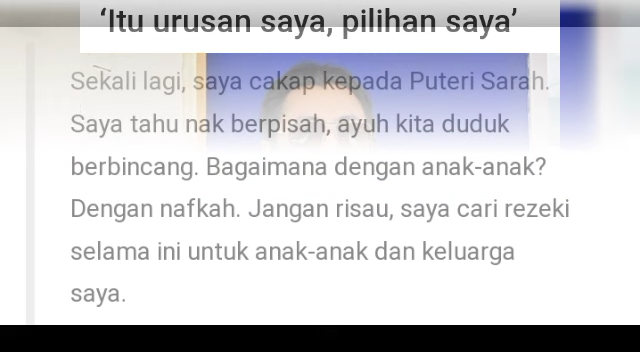 ‘Itu urusan saya, pilihan saya’
Sekali lagi, saya cakap kepada Puteri Sarah.
Saya tahu nak berpisah, ayuh kita duduk
berbincang. Bagaimana dengan anak-anak?
Dengan nafkah. Jangan risau, saya cari rezeki
selama ini untuk anak-anak dan keluarga
saya.